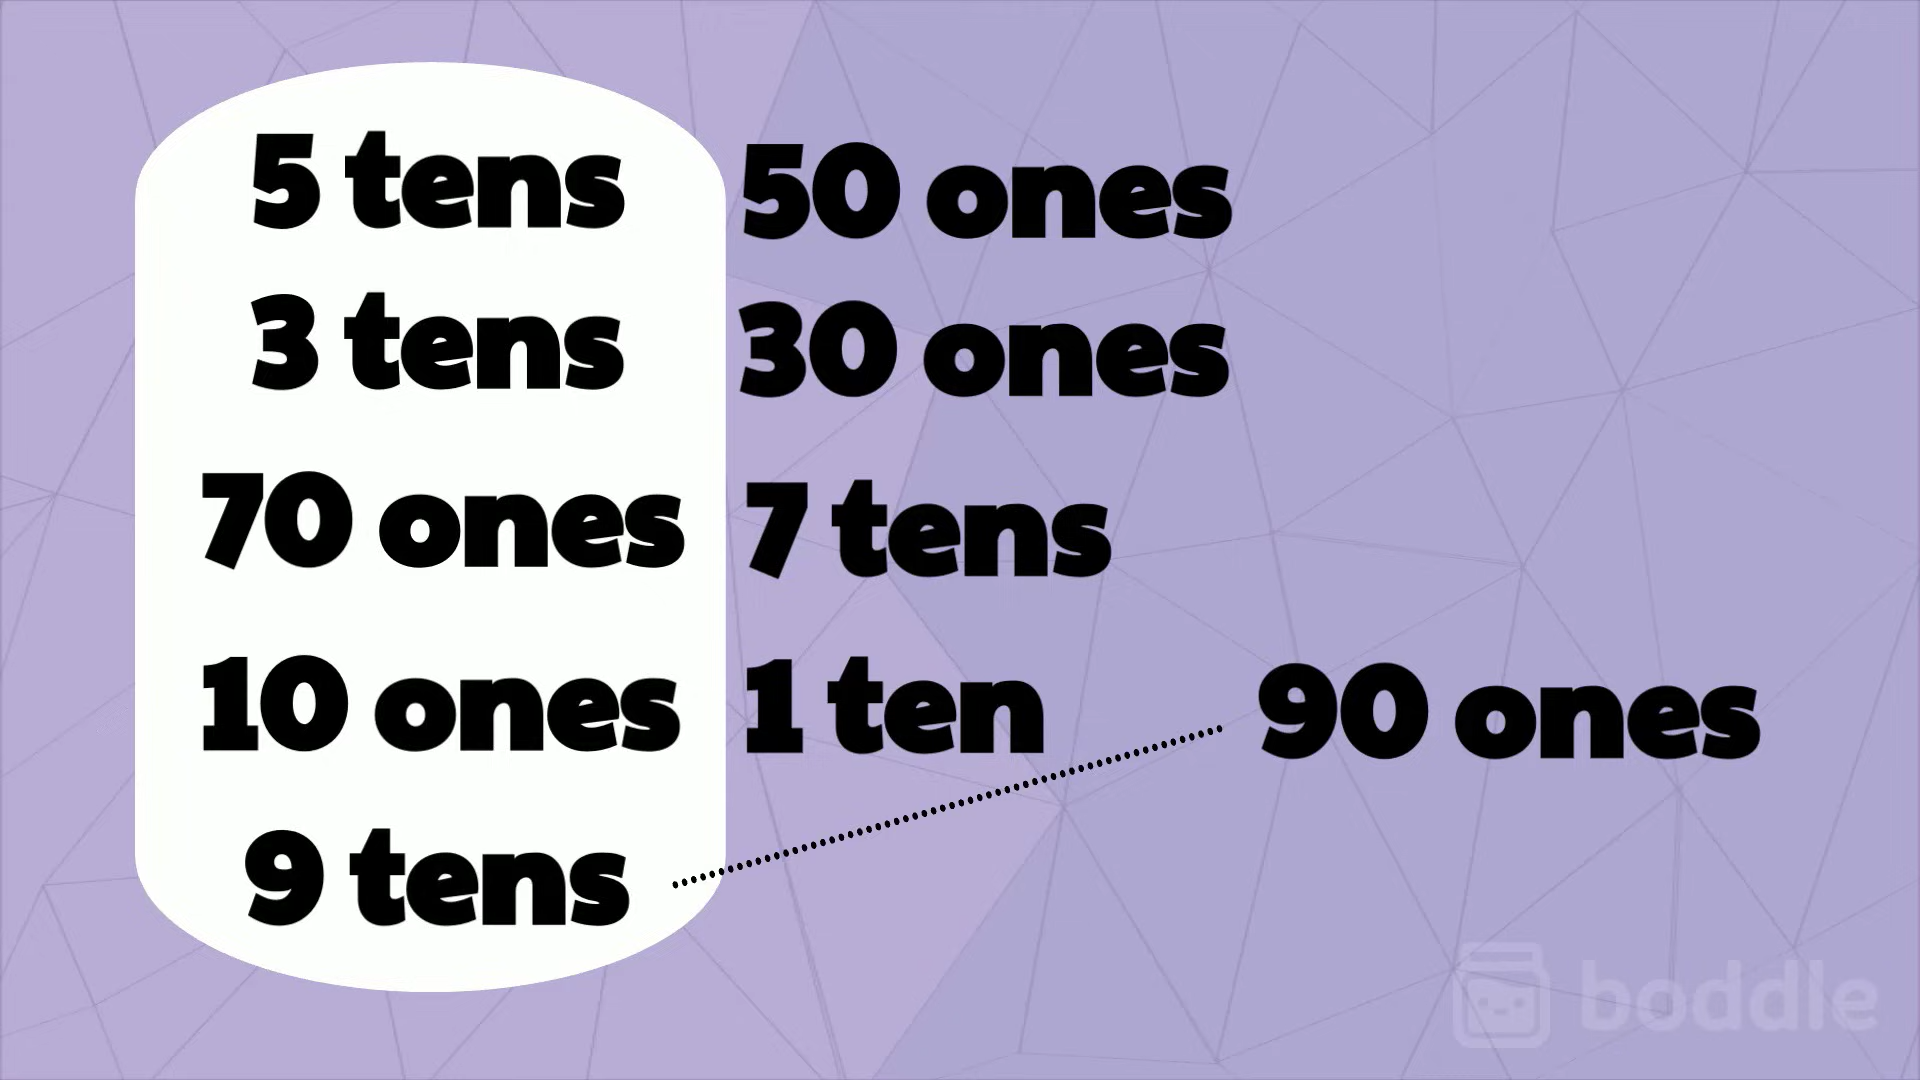 5 tens 50 ones
3 tens 30 ones
70 ones 7 tens
10 ones 1 ten 90 ones
9 tens
boddle